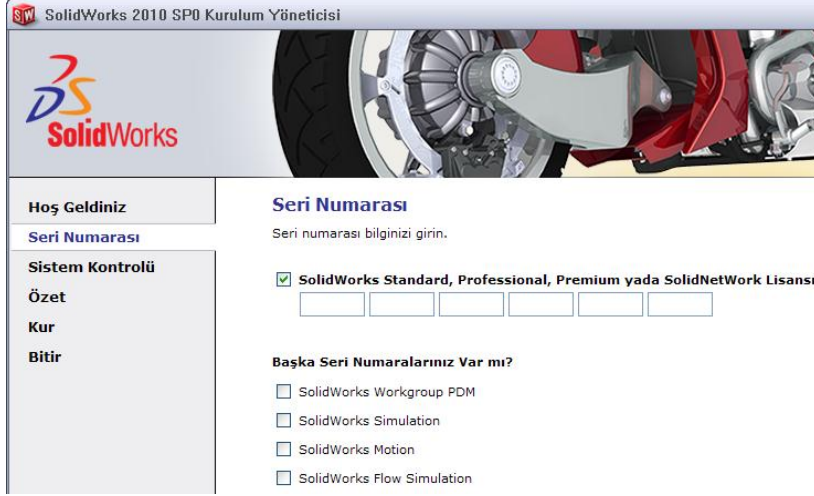 SolidWorks 2010 SP0 Kurulum Yöneticisi
SolidWorks
Hoş Geldiniz
Seri Numarası
Sistem Kontrolü
Özet
Kur
Bitir
Seri Numarası
Seri numarası bilginizi girin.
SolidWorks Standard, Professional, Premium yada SolidNetWork Lisansı
Başka Seri Numaralarınız Var mı?
SolidWorks Workgroup PDM
SolidWorks Simulation
SolidWorks Motion
SolidWorks Flow Simulation